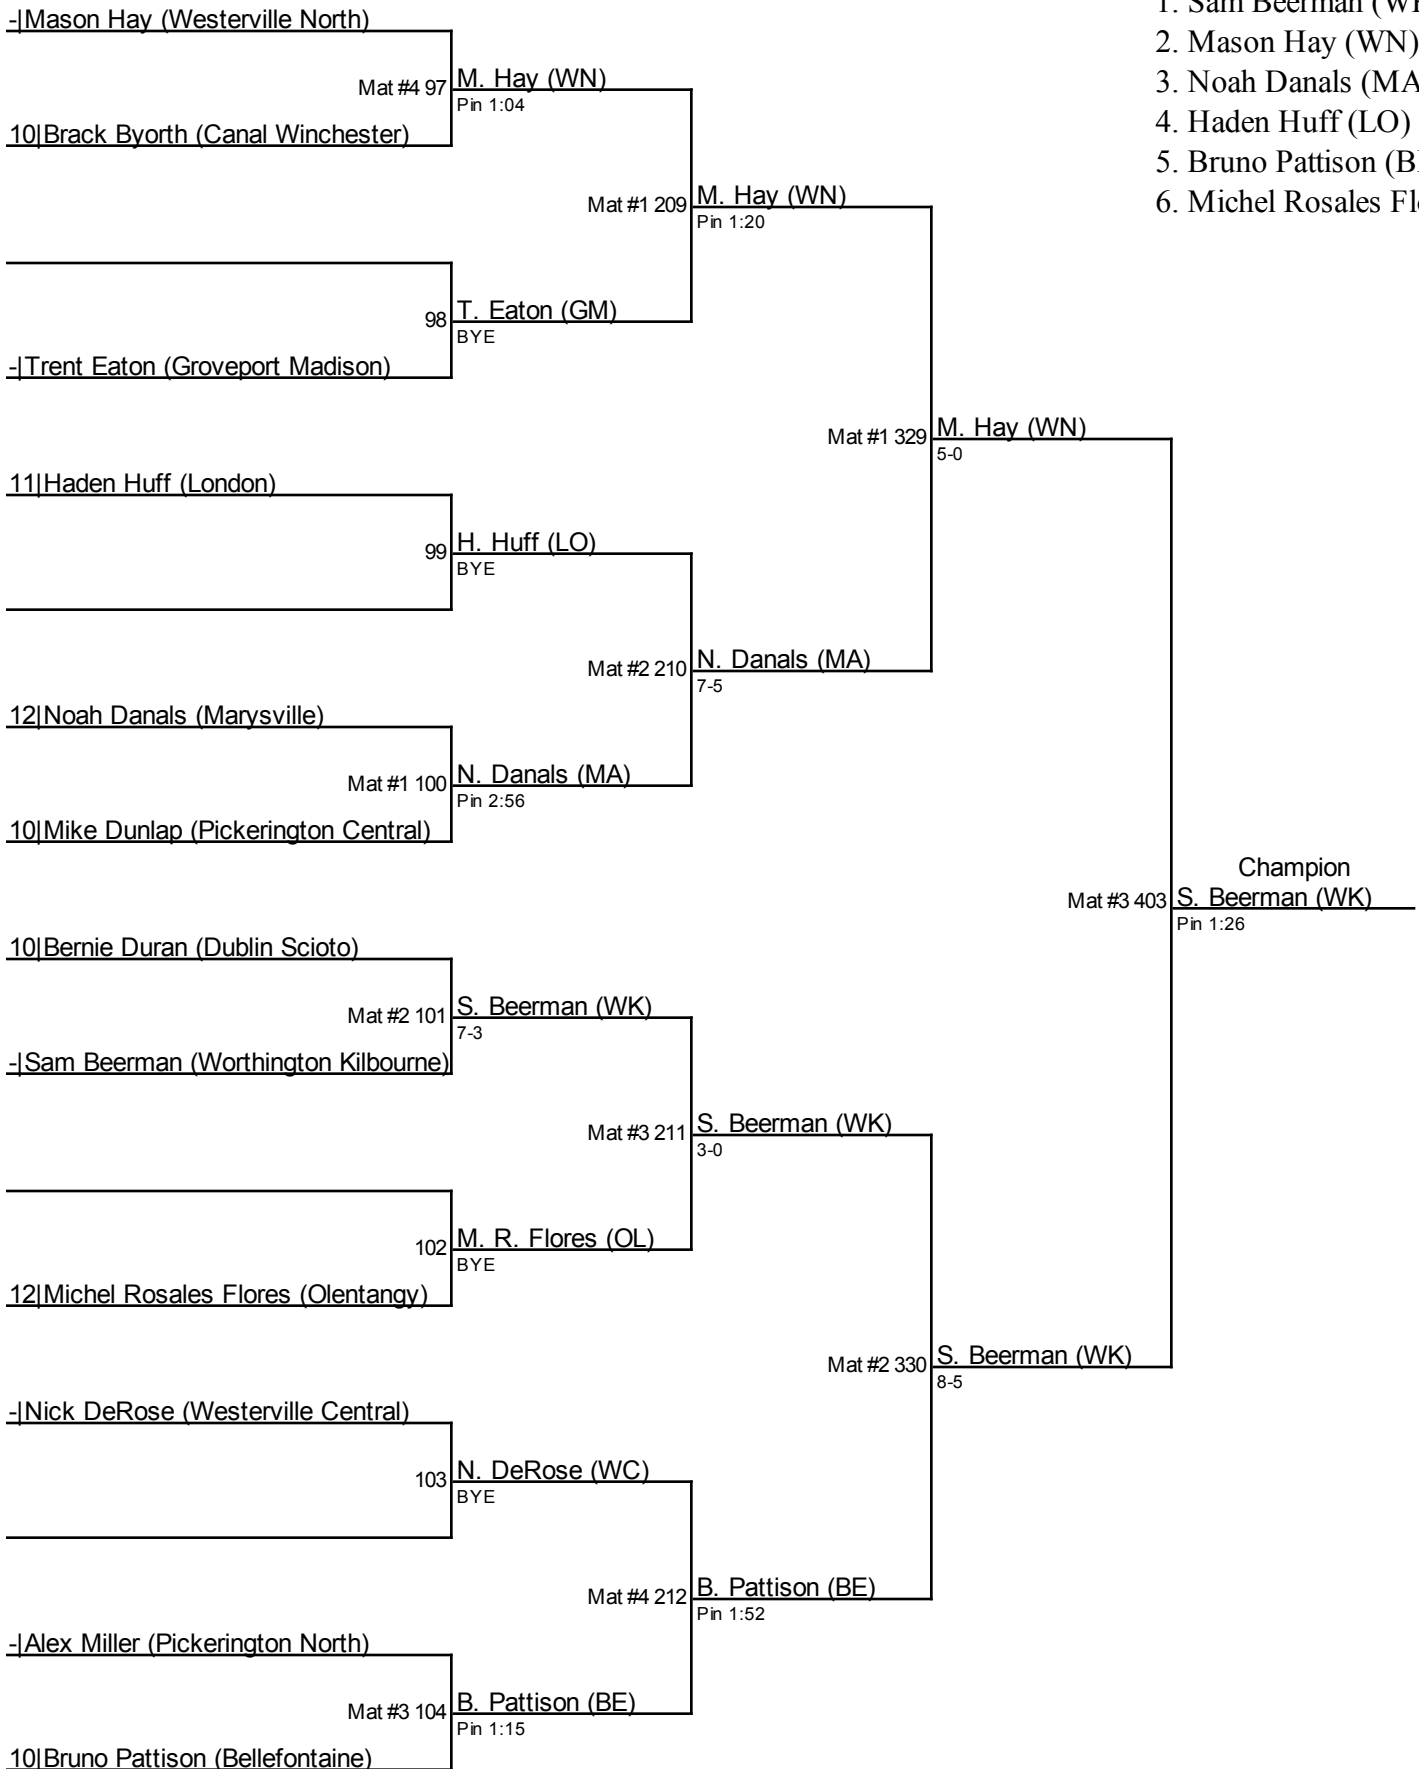 1. Sam Beerman
2. Mason Hay (WN)
3. Noah Danals (MA
4. Haden Huff (LO)
5. Bruno Pattison
6. Michel Rosales
-|Mason Hay (Westerville North)
Mat #4 97 M. Hay (WN)
Pin 1:04
10|Brack Byorth (Canal Winchester)
Mat #1 209 M. Hay (WN)
Pin 1:20
98 T. Eaton (GM)
BYE
-|Trent Eaton (Groveport Madison)
Mat #1 329 M. Hay (WN)
5-0
11|Haden Huff (London)
99 H. Huff (LO)
BYE
Mat #2 210 N. Danals (MA)
7-5
12|Noah Danals (Marysville)
Mat #1 100 N. Danals (MA)
Pin 2:56
10|Mike Dunlap (Pickerington Central)
Champion
Mat #3 403 S. Beerman (WK)
Pin 1:26
10|Bernie Duran (Dublin Scioto)
Mat #2 101 S. Beerman (WK)
7-3
-|Sam Beerman (Worthington Kilbourne)
Mat #3 211 S. Beerman (WK)
3-0
102 M. R. Flores (OL)
BYE
12|Michel Rosales Flores (Olentangy)
Mat #2 330 S. Beerman (WK)
8-5
-|Nick DeRose (Westerville Central)
103 N. DeRose (WC)
BYE
Mat #4 212 B. Pattison (BE)
Pin 1:52
-|Alex Miller (Pickerington North)
Mat #3 104 B. Pattison (BE)
Pin 1:15
10|Bruno Pattison (Bellefontaine)